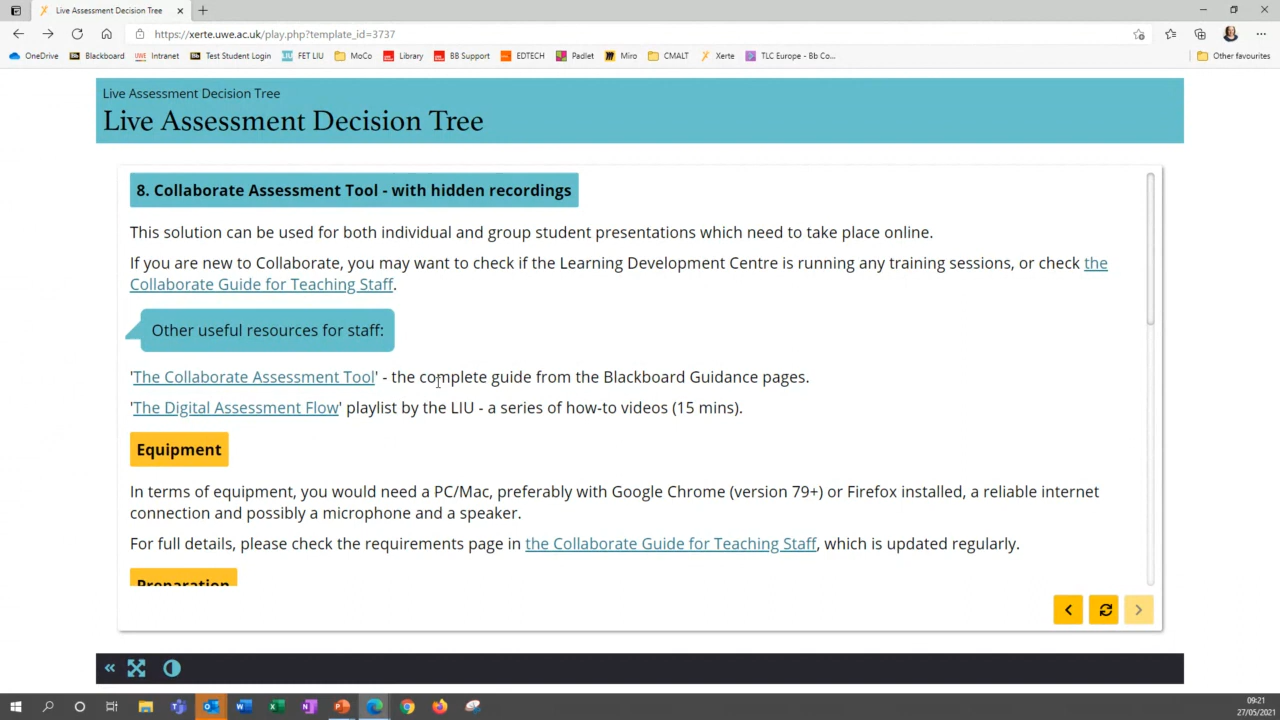 Live Assessment Decision Tree
https://xerte.uwe.ac.uk/play.php?template_id=3737
OneDrive Blackboard Intranet Test Student Login FET LIU MoCo Library BB Support EDTECH Padlet Miro CMALT Xerte TLC Europe - Bb Co... Other favourites
Live Assessment Decision Tree
Live Assessment Decision Tree
8. Collaborate Assessment Tool - with hidden recordings
This solution can be used for both individual and group student presentations which need to take place online.
If you are new to Collaborate, you may want to check if the Learning Development Centre is running any training sessions, or check the
Collaborate Guide for Teaching Staff.
Other useful resources for staff:
'The Collaborate Assessment Tool' - the complete guide from the Blackboard Guidance pages.
'The Digital Assessment Flow' playlist by the LIU - a series of how-to videos (15 mins).
Equipment
In terms of equipment, you would need a PC/Mac, preferably with Google Chrome (version 79+) or Firefox installed, a reliable internet
connection and possibly a microphone and a speaker.
For full details, please check the requirements page in the Collaborate Guide for Teaching Staff, which is updated regularly.
Preparation
09:21
27/05/2021